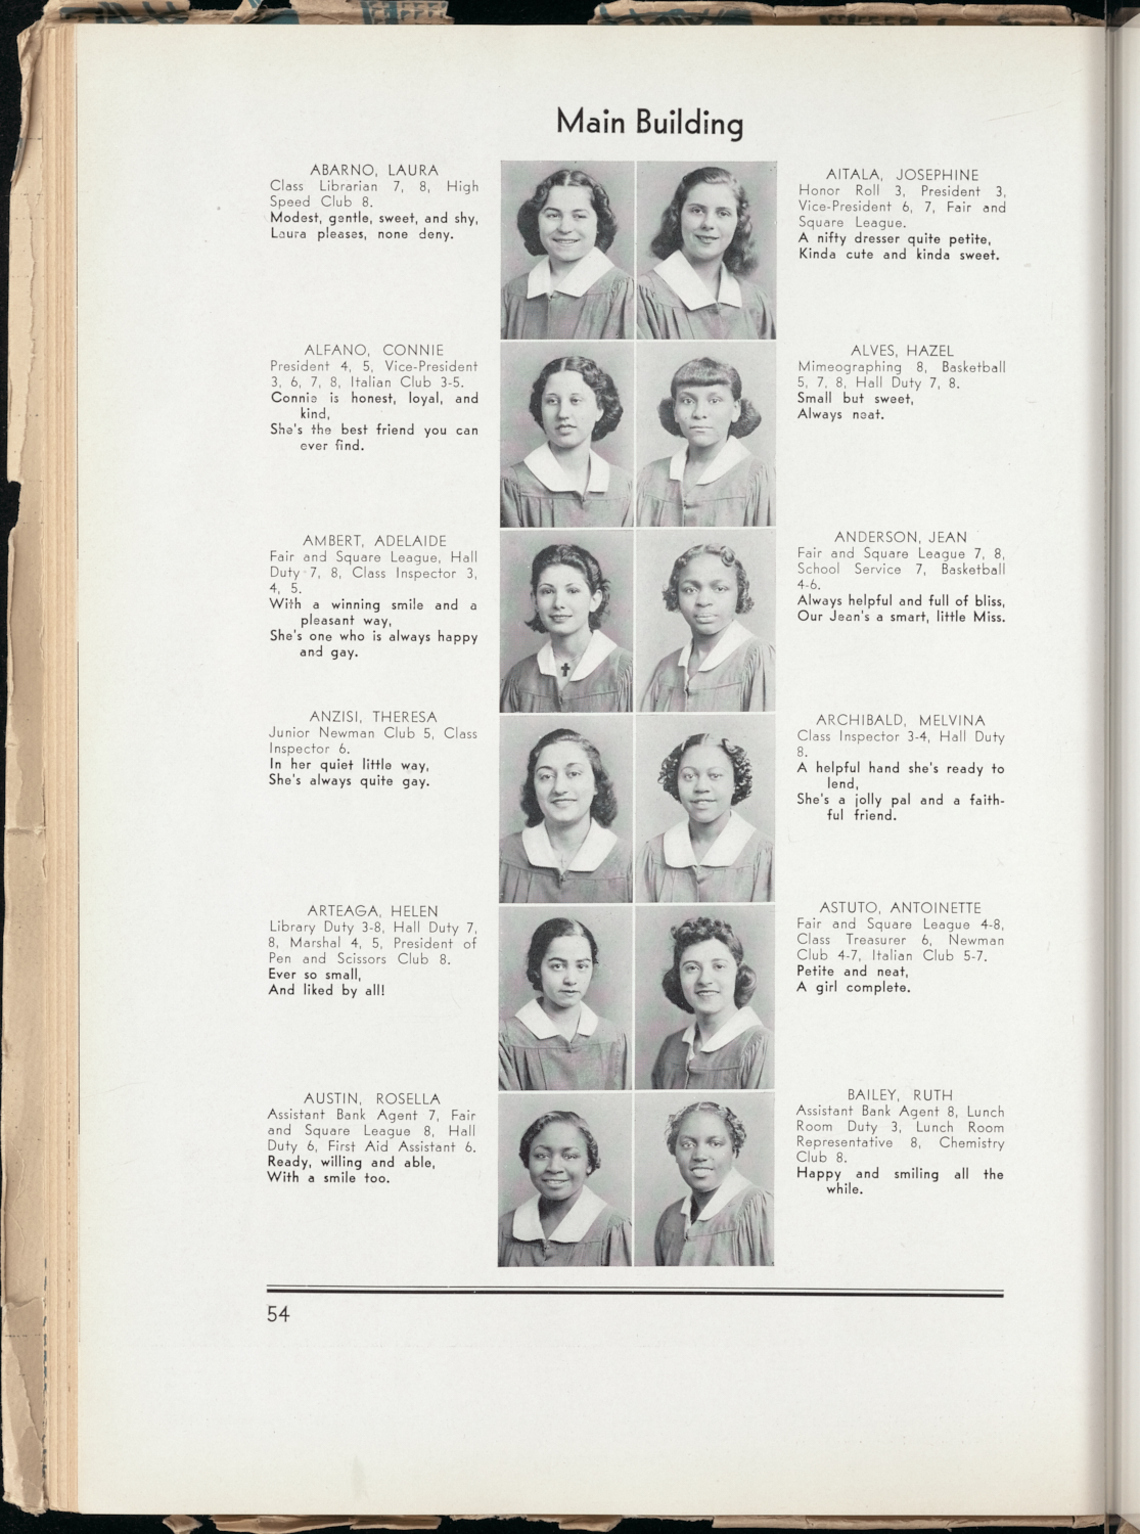 Main Building
ABARNO, LAURA
Class Librarian 7, 8, High
Speed Club 8.
Modest, gentle, sweet, and shy,
Laura pleases, none deny.
AITALA, JOSEPHINE
Honor Roll 3, President 3,
Vice-President 6, 7, Fair and
Square League.
A nifty dresser quite petite,
Kinda cute and kinda sweet.
ALFANO, CONNIE
President 4, 5, Vice-President
3, 6, 7, 8, Italian Club 3-5.
Connie is honest, loyal, and
kind,
She's the best friend you can
ever find.
ALVES, HAZEL
Mimeographing 8, Basketball
5, 7, 8, Hall Duty 7, 8.
Small but sweet,
Always neat.
AMBERT, ADELAIDE
Fair and Square League, Hall
Duty 7, 8, Class Inspector 3,
4, 5.
With a winning smile and a
pleasant way,
She's one who is always happy
and gay.
ANDERSON, JEAN
Fair and Square League 7, 8,
School Service 7, Basketball
4-6.
Always helpful and full of bliss,
Our Jean's a smart, little Miss.
ANZISI, THERESA
Junior Newman Club 5, Class
Inspector 6.
In her quiet little way,
She's always quite gay.
ARCHIBALD, MELVINA
Class Inspector 3-4, Hall Duty
8.
A helpful hand she's ready to
lend,
She's a jolly pal and a faith-
ful friend.
ARTEAGA, HELEN
Library Duty 3-8, Hall Duty 7,
8, Marshal 4, 5, President of
Pen and Scissors Club 8.
Ever so small,
And liked by all!
ASTUTO, ANTOINETTE
Fair and Square League 4-8,
Class Treasurer 6, Newman
Club 4-7, Italian Club 5-7.
Petite and neat,
A girl complete.
AUSTIN, ROSELLA
Assistant Bank Agent 7, Fair
and Square League 8, Hall
Duty 6, First Aid Assistant 6.
Ready, willing and able,
With a smile too.
BAILEY, RUTH
Assistant Bank Agent 8, Lunch
Room Duty 3, Lunch Room
Representative 8, Chemistry
Club 8.
Happy and smiling all the
while.
54